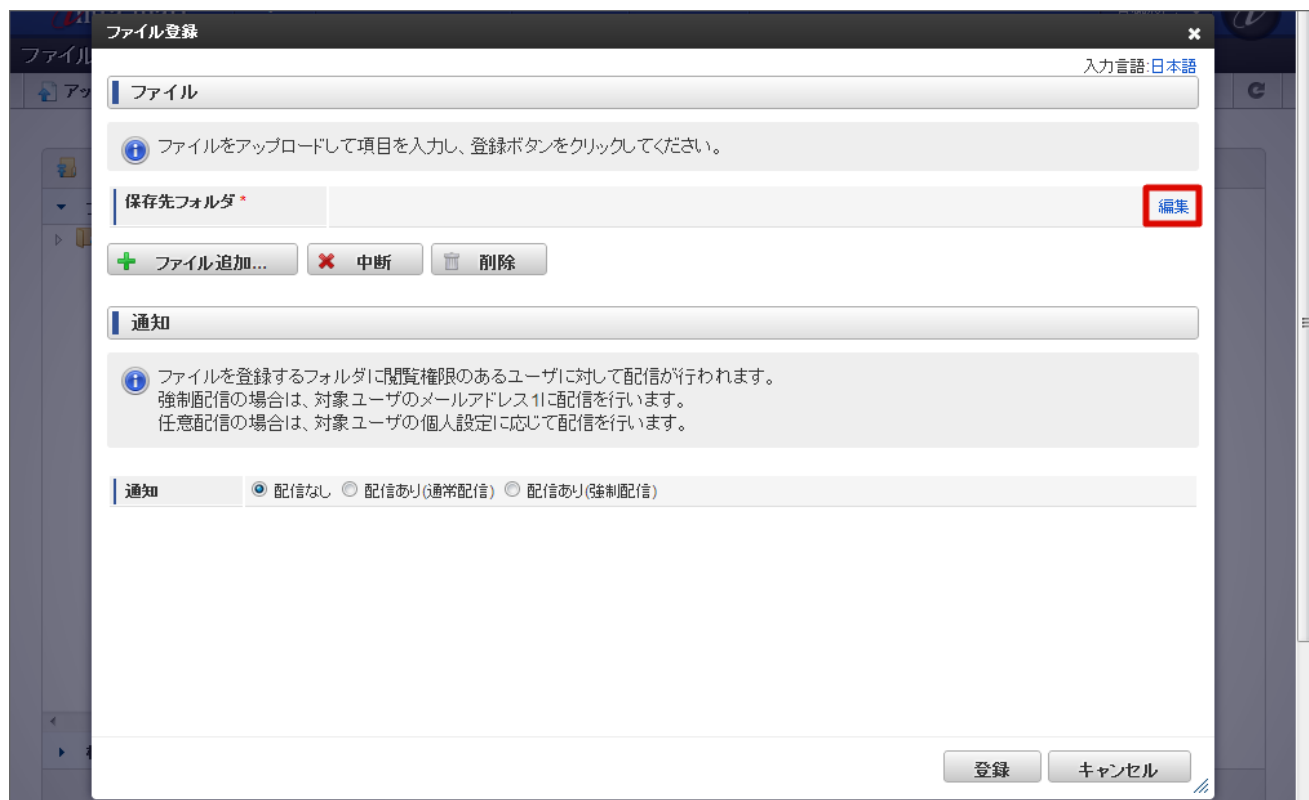 ファイル登録
ファイル
入力言語:日本語
アッ
ファイル
ファイルをアップロードして項目を入力し、登録ボタンをクリックしてください。
保存先フォルダ *
編集
ファイル追加... 中断 削除
通知
ファイルを登録するフォルダに閲覧権限のあるユーザに対して配信が行われます。
強制配信の場合は、対象ユーザのメールアドレス1に配信を行います。
任意配信の場合は、対象ユーザの個人設定に応じて配信を行います。
通知 配信なし 配信あり(通常配信) 配信あり(強制配信)
登録 キャンセル